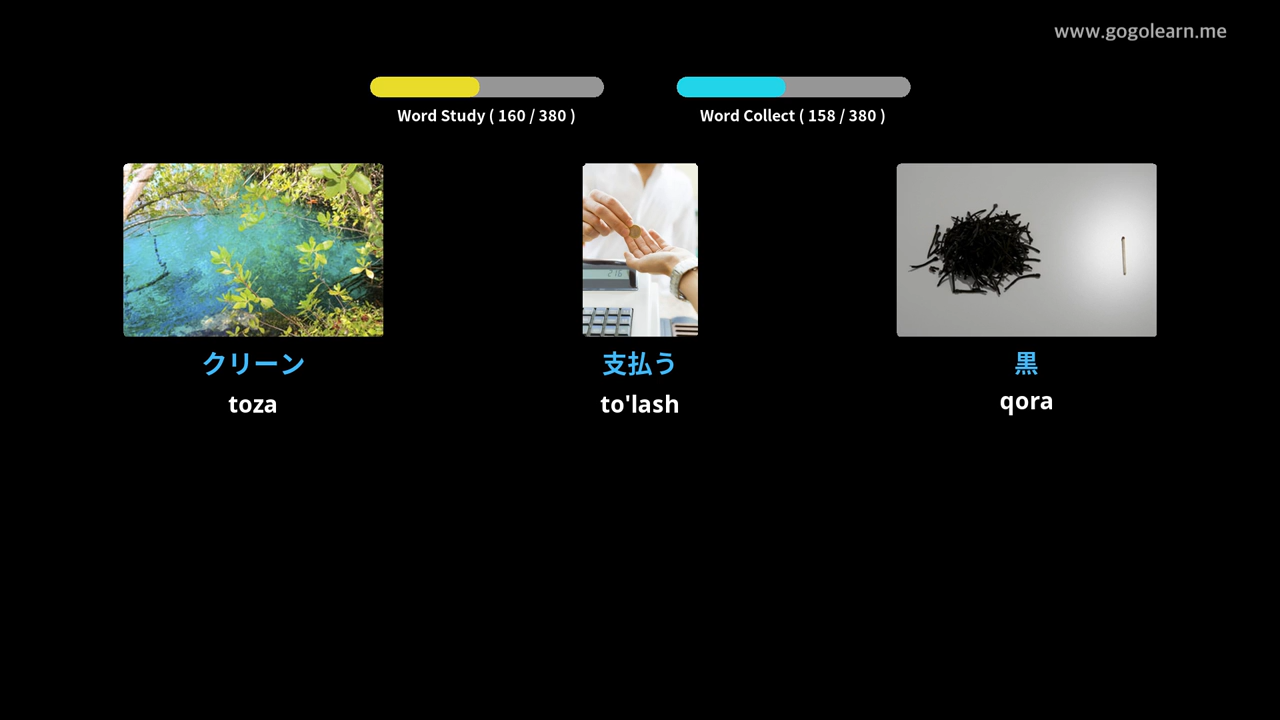 www.gogolearn.me
Word Study ( 160 / 380 )
Word Collect ( 158 / 380 )
クリーン
支払う
黒
toza
to'lash
qora